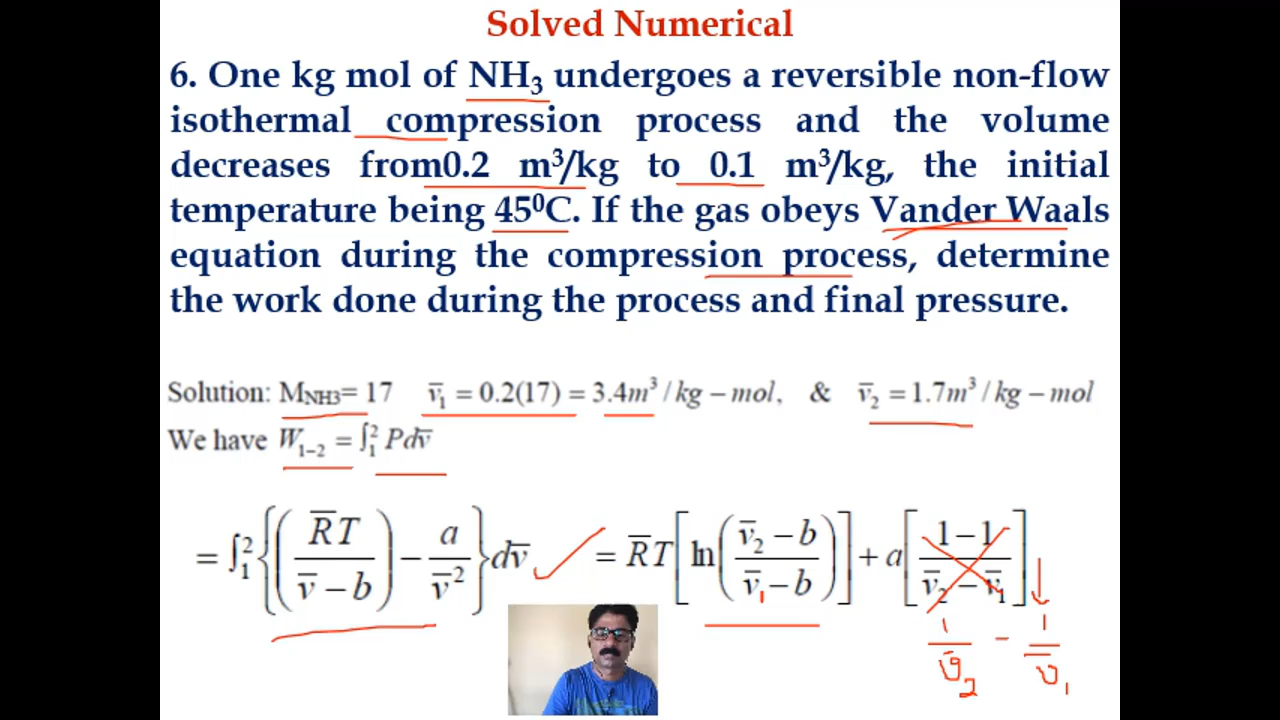 Solved Numerical
6. One kg mol of NH₃ undergoes a reversible non-flow
isothermal compression process and the volume
decreases from0.2 m³/kg to 0.1 m³/kg, the initial
temperature being 45⁰C. If the gas obeys Vander Waals
equation during the compression process, determine
the work done during the process and final pressure.
Solution: M_NH3= 17 v̄₁ = 0.2(17) = 3.4m³ / kg – mol, & v̄₂ = 1.7m³ / kg – mol
We have W₁₋₂ = ∫₁² Pdv̄
= ∫₁² {(R̄T / (v̄ – b)) – a / v̄²} dv̄ = R̄T [ln((v̄₂ – b) / (v̄₁ – b))] + a [(1 – 1) / (v̄₂ – v̄₁)]
1 / v̄₂ – 1 / v̄₁